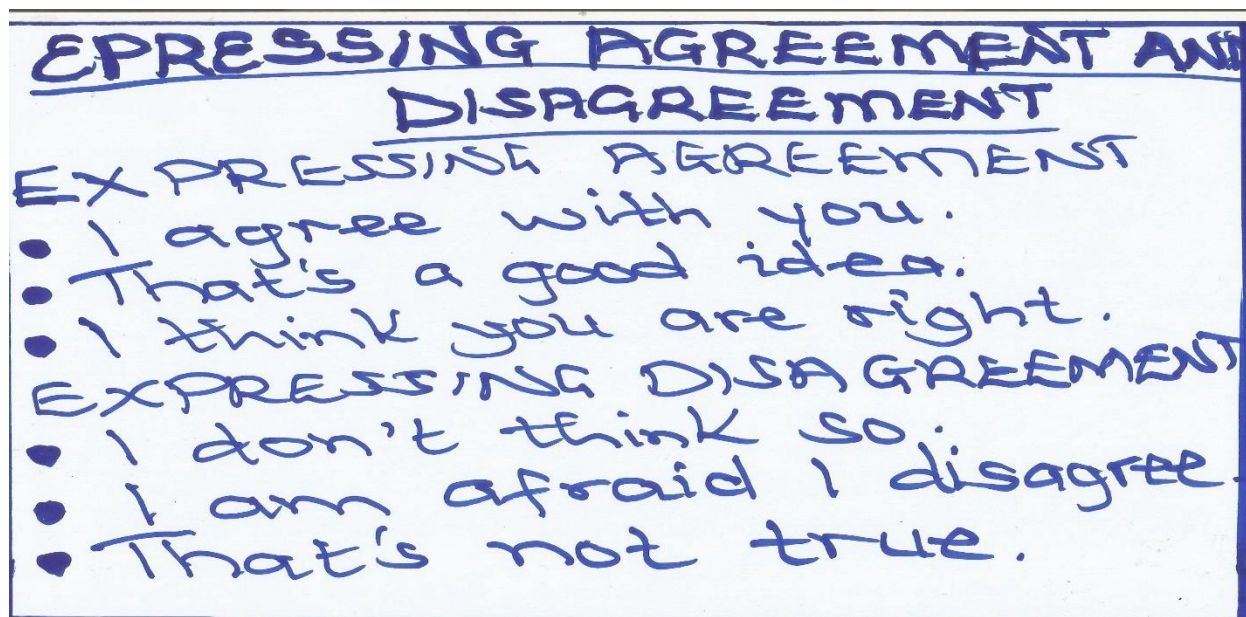 EPRESSING AGREEMENT AND
DISAGREEMENT
EXPRESSING AGREEMENT
• I agree with you.
• That's a good idea.
• I think you are right.
EXPRESSING DISAGREEMENT
• I don't think so.
• I am afraid I disagree.
• That's not true.